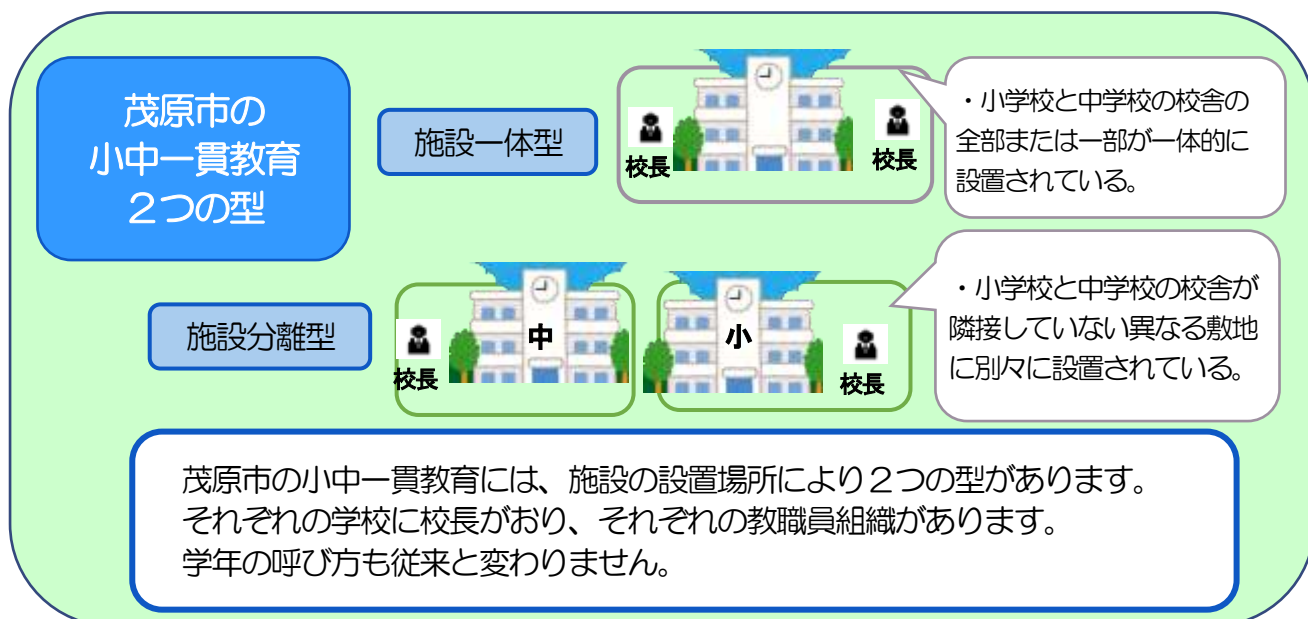 茂原市の
小中一貫教育
２つの型
施設一体型
校長
校長
・小学校と中学校の校舎の
全部または一部が一体的に
設置されている。
施設分離型
校長
中
小
校長
・小学校と中学校の校舎が
隣接していない異なる敷地
に別々に設置されている。
茂原市の小中一貫教育には、施設の設置場所により２つの型があります。
それぞれの学校に校長がおり、それぞれの教職員組織があります。
学年の呼び方も従来と変わりません。